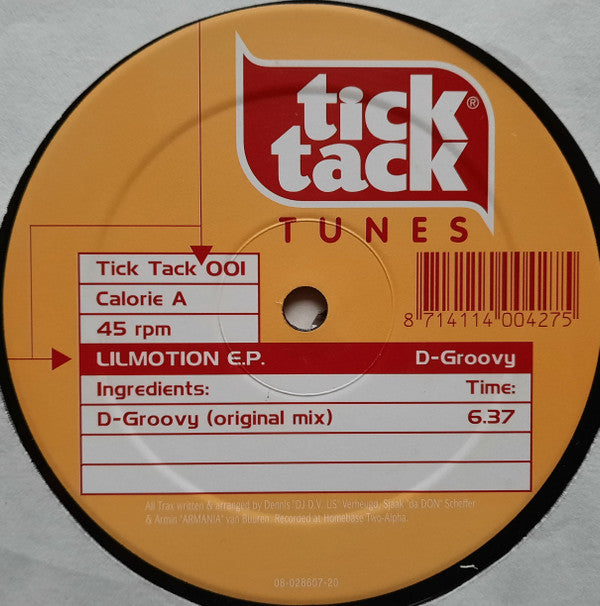 tick®
tack
TUNES
8 714114 004275
Tick Tack 001
Calorie A
45 rpm
LILMOTION E.P. D-Groovy
Ingredients: Time:
D-Groovy (original mix) 6.37
All Trax written & arranged by Dennis "DJ D.V. US" Verheugd, Sjaak "da DON" Scheffer
& Armin "ARMANIA" van Buuren. Recorded at Homebase Two-Alpha.
08-028607-20